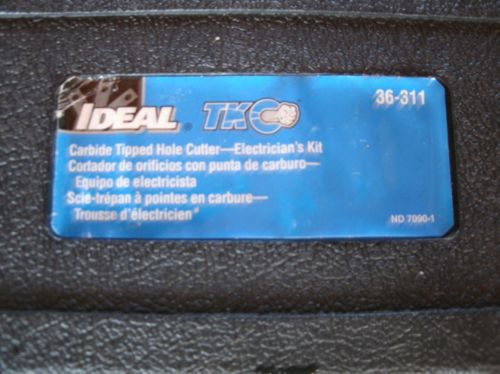 IDEAL® TKO 36-311
Carbide Tipped Hole Cutter—Electrician's Kit
Cortador de orificios con punta de carburo—
Equipo de electricista
Scie-trépan à pointes en carbure—
Trousse d'électricien"
ND 7090-1